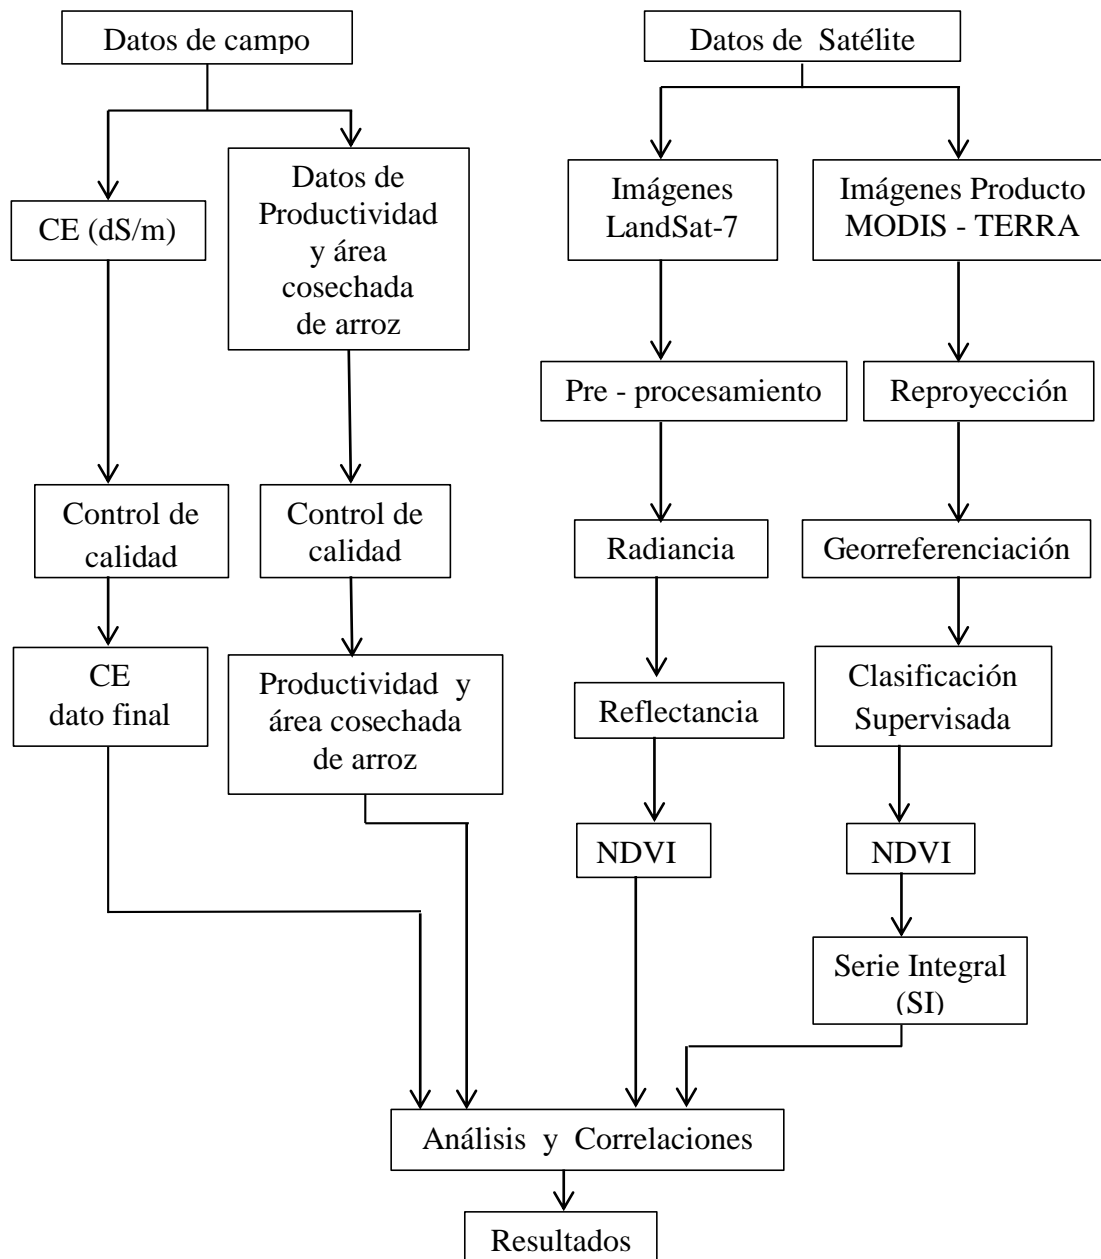 Datos de campo
Datos de Satélite
CE (dS/m)
Datos de
Productividad
y área
cosechada
de arroz
Imágenes
LandSat-7
Imágenes Producto
MODIS - TERRA
Pre - procesamiento
Reproyección
Control de
calidad
Control de
calidad
Radiancia
Georreferenciación
CE
dato final
Productividad y
área cosechada
de arroz
Reflectancia
Clasificación
Supervisada
NDVI
NDVI
Serie Integral
(SI)
Análisis y Correlaciones
Resultados